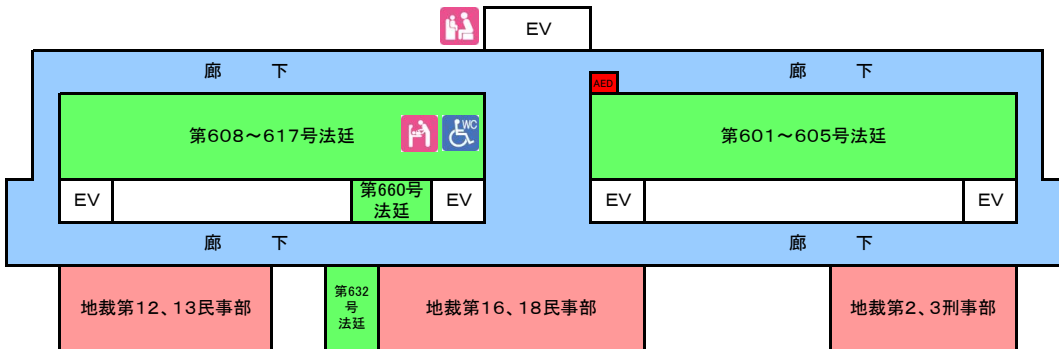 EV
廊 下
廊 下
AED
第608～617号法廷
WC
第601～605号法廷
EV
第660号
法廷
EV
EV
EV
廊 下
廊 下
地裁第12、13民事部
第632
号
法廷
地裁第16、18民事部
地裁第2、3刑事部